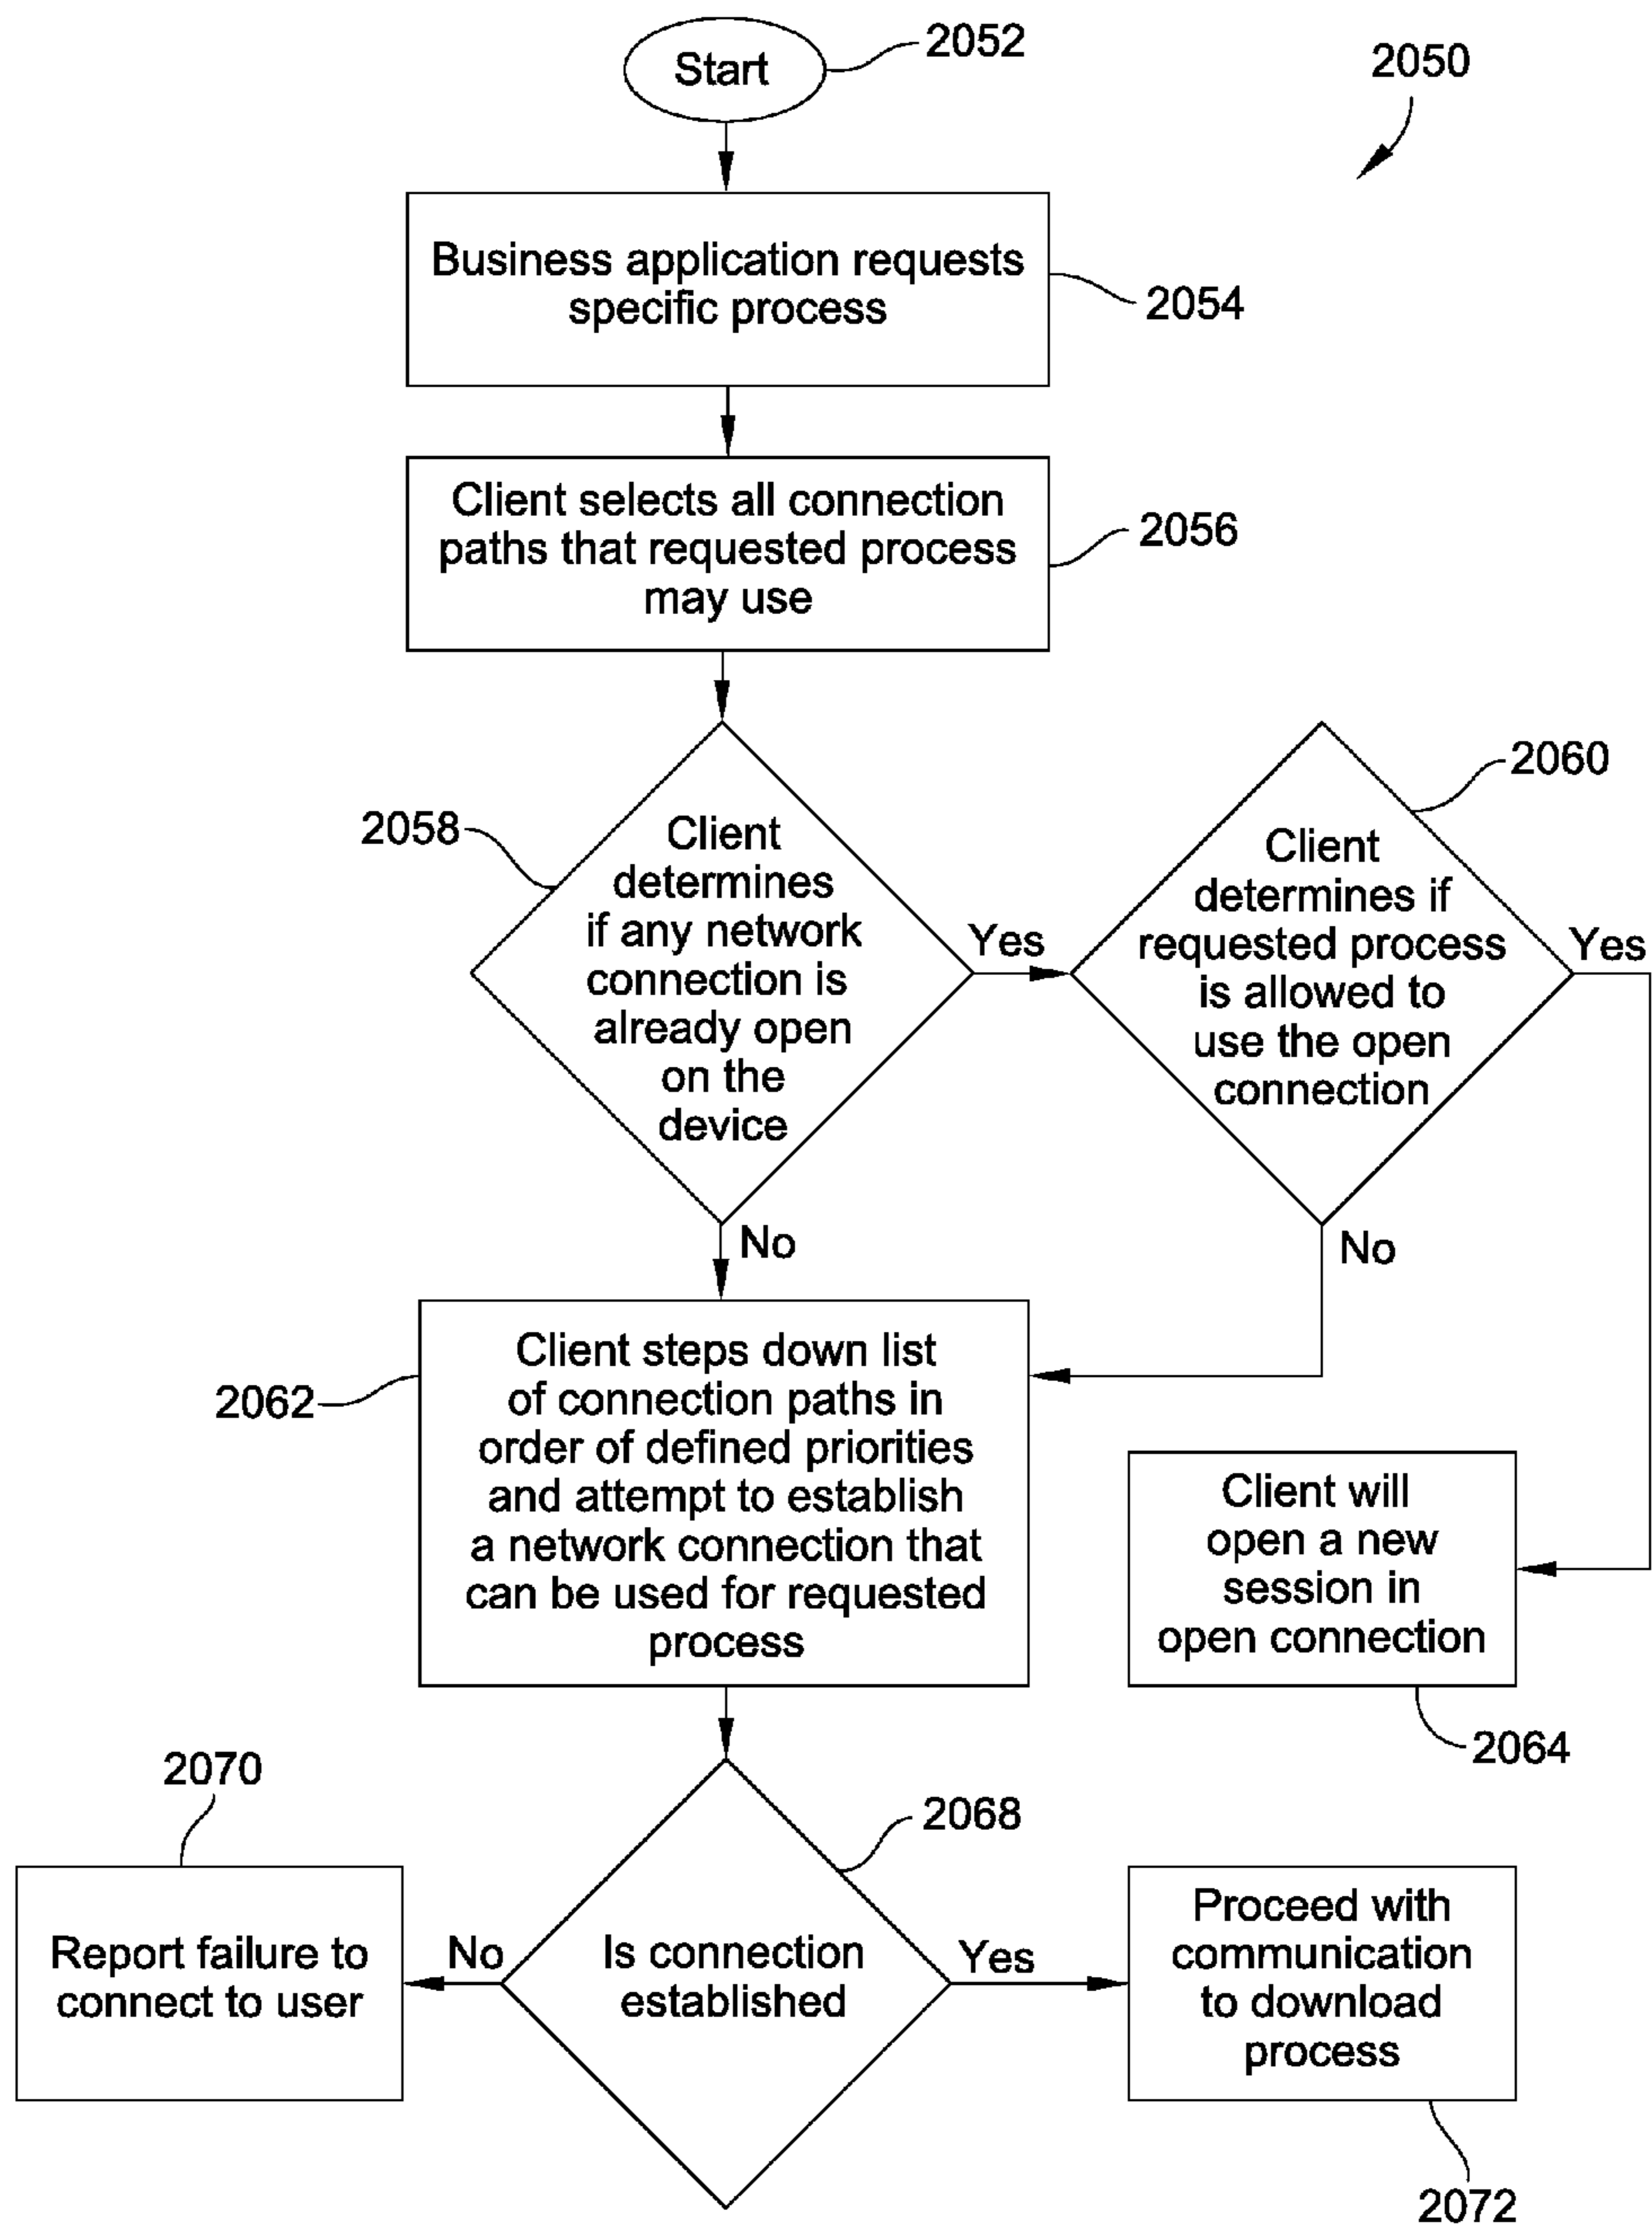 Start
2052
2050
Business application requests
specific process
2054
Client selects all connection
paths that requested process
may use
2056
2058
Client
determines
if any network
connection is
already open
on the
device
Yes
No
2060
Client
determines if
requested process
is allowed to
use the open
connection
Yes
No
2062
Client steps down list
of connection paths in
order of defined priorities
and attempt to establish
a network connection that
can be used for requested
process
Client will
open a new
session in
open connection
2064
2070
Report failure to
connect to user
No
2068
Is connection
established
Yes
Proceed with
communication
to download
process
2072